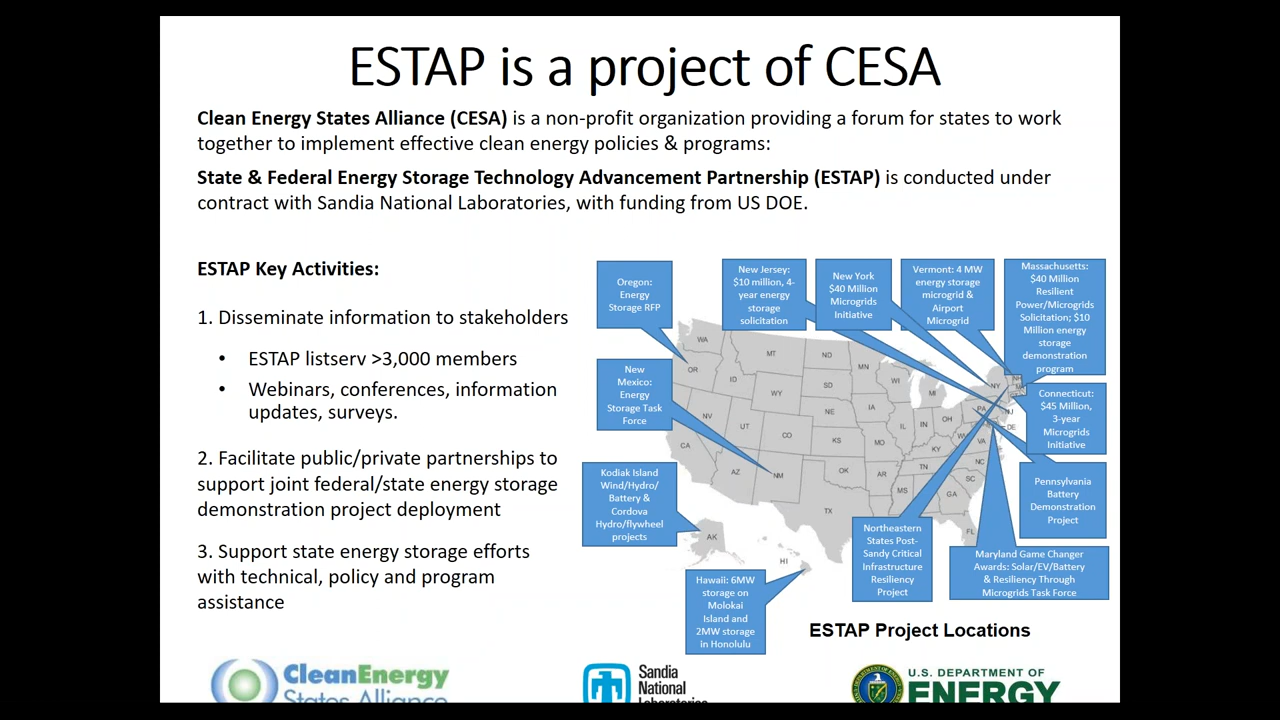 ESTAP is a project of CESA
Clean Energy States Alliance (CESA) is a non-profit organization providing a forum for states to work
together to implement effective clean energy policies & programs:
State & Federal Energy Storage Technology Advancement Partnership (ESTAP) is conducted under
contract with Sandia National Laboratories, with funding from US DOE.
ESTAP Key Activities:
1. Disseminate information to stakeholders
• ESTAP listserv >3,000 members
• Webinars, conferences, information
updates, surveys.
2. Facilitate public/private partnerships to
support joint federal/state energy storage
demonstration project deployment
3. Support state energy storage efforts
with technical, policy and program
assistance
Oregon:
Energy
Storage RFP
New Jersey:
$10 million, 4-
year energy
storage
solicitation
New York
$40 Million
Microgrids
Initiative
Vermont: 4 MW
energy storage
microgrid &
Airport
Microgrid
Massachusetts:
$40 Million
Resilient
Power/Microgrids
Solicitation; $10
Million energy
storage
demonstration
program
New
Mexico:
Energy
Storage Task
Force
Connecticut:
$45 Million,
3-year
Microgrids
Initiative
Kodiak Island
Wind/Hydro/
Battery &
Cordova
Hydro/flywheel
projects
Pennsylvania
Battery
Demonstration
Project
Northeastern
States Post-
Sandy Critical
Infrastructure
Resiliency
Project
Maryland Game Changer
Awards: Solar/EV/Battery
& Resiliency Through
Microgrids Task Force
Hawaii: 6MW
storage on
Molokai
Island and
2MW storage
in Honolulu
WA
OR
MT
ND
MN
ID
SD
WI
MI
NY
NH
WY
NV
NE
IA
PA
NJ
UT
CO
IL
IN
OH
DE
CA
KS
MO
KY
VA
AZ
NM
OK
AR
TN
NC
MS
SC
GA
TX
FL
AK
HI
ESTAP Project Locations
CleanEnergy
States Alliance
Sandia
National
Laboratories
U.S. DEPARTMENT OF
ENERGY